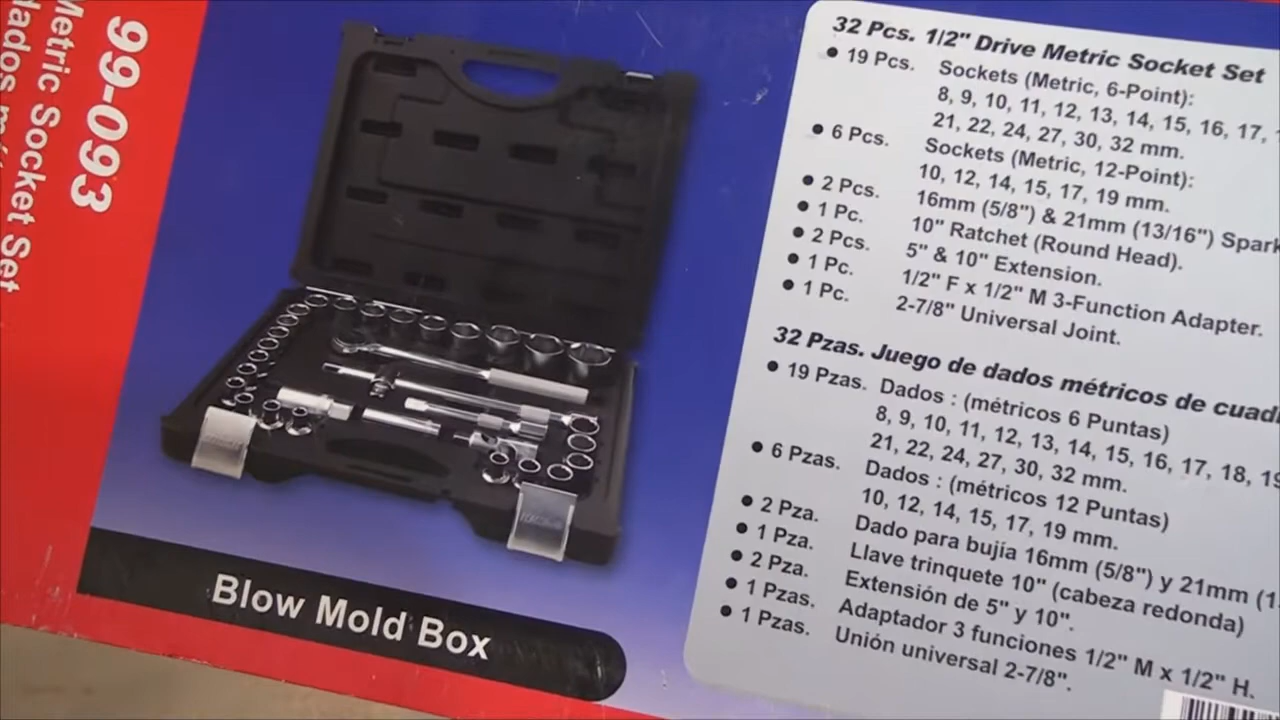 99-093
Metric Socket Set
32 Pcs. 1/2" Drive Metric Socket Set
• 19 Pcs. Sockets (Metric, 6-Point):
8, 9, 10, 11, 12, 13, 14, 15, 16, 17,
21, 22, 24, 27, 30, 32 mm.
• 6 Pcs. Sockets (Metric, 12-Point):
10, 12, 14, 15, 17, 19 mm.
• 2 Pcs. 16mm (5/8") & 21mm (13/16") Spark
• 1 Pc. 10" Ratchet (Round Head).
• 2 Pcs. 5" & 10" Extension.
• 1 Pc. 1/2" F x 1/2" M 3-Function Adapter.
• 1 Pc. 2-7/8" Universal Joint.
32 Pzas. Juego de dados métricos de
• 19 Pzas. Dados : (métricos 6 Puntas)
8, 9, 10, 11, 12, 13, 14, 15, 16, 17, 18, 19
21, 22, 24, 27, 30, 32 mm.
• 6 Pzas. Dados : (métricos 12 Puntas)
10, 12, 14, 15, 17, 19 mm.
• 2 Pza. Dado para bujía 16mm (5/8") y 21mm
• 1 Pza. Llave trinquete 10" (cabeza redonda)
• 2 Pza. Extensión de 5" y 10".
• 1 Pzas. Adaptador 3 funciones 1/2" M x 1/2" H.
• 1 Pzas. Unión universal 2-7/8".
Blow Mold Box